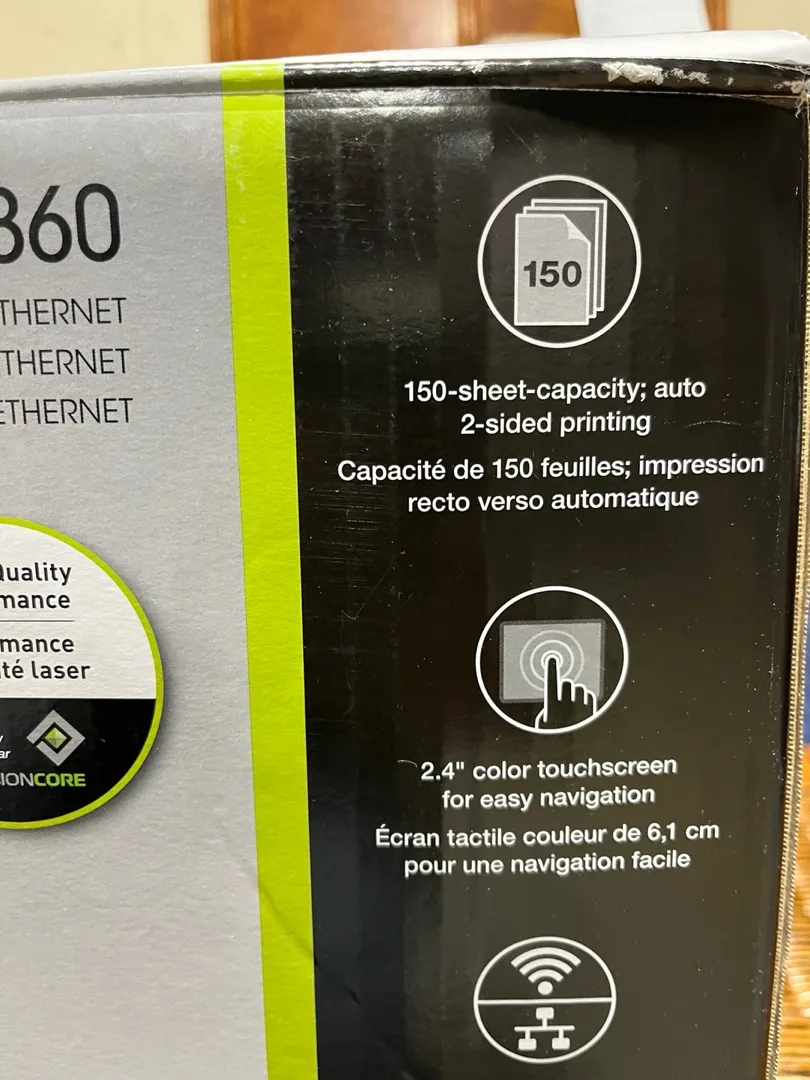 360
THERNET
THERNET
ETHERNET
Quality
mance
mance
té laser
ar
IONCORE
150
150-sheet-capacity; auto
2-sided printing
Capacité de 150 feuilles; impression
recto verso automatique
2.4" color touchscreen
for easy navigation
Écran tactile couleur de 6,1 cm
pour une navigation facile